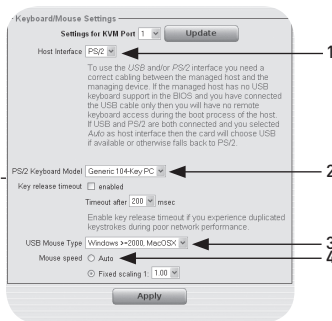 Keyboard/Mouse Settings
Settings for KVM Port 1 Update
Host Interface PS/2 1
To use the USB and/or PS/2 interface you need a
correct cabling between the managed host and the
managing device. If the managed host has no USB
keyboard support in the BIOS and you have connected
the USB cable only then you will have no remote
keyboard access during the boot process of the host.
If USB and PS/2 are both connected and you selected
Auto as host interface then the card will choose USB
if available or otherwise falls back to PS/2.
PS/2 Keyboard Model Generic 104-Key PC 2
Key release timeout enabled
Timeout after 200 msec
Enable key release timeout if you experience duplicated
keystrokes during poor network performance.
USB Mouse Type Windows >=2000, MacOSX 3
Mouse speed Auto 4
Fixed scaling 1: 1.00
Apply